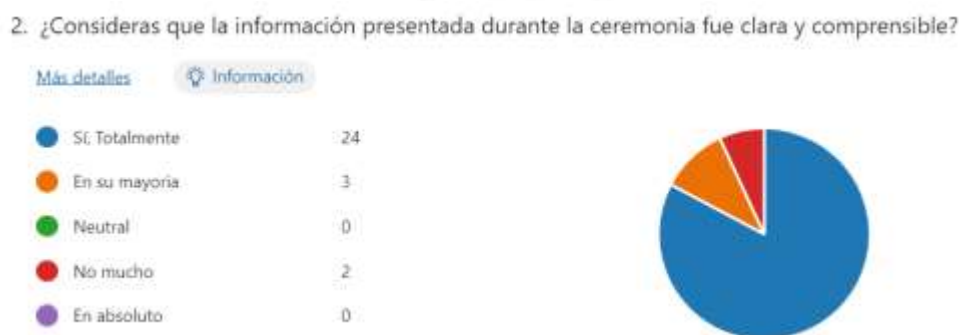 2. ¿Consideras que la información presentada durante la ceremonia fue clara y comprensible?
Más detalles Información
Sí, Totalmente 24
En su mayoria 3
Neutral 0
No mucho 2
En absoluto 0